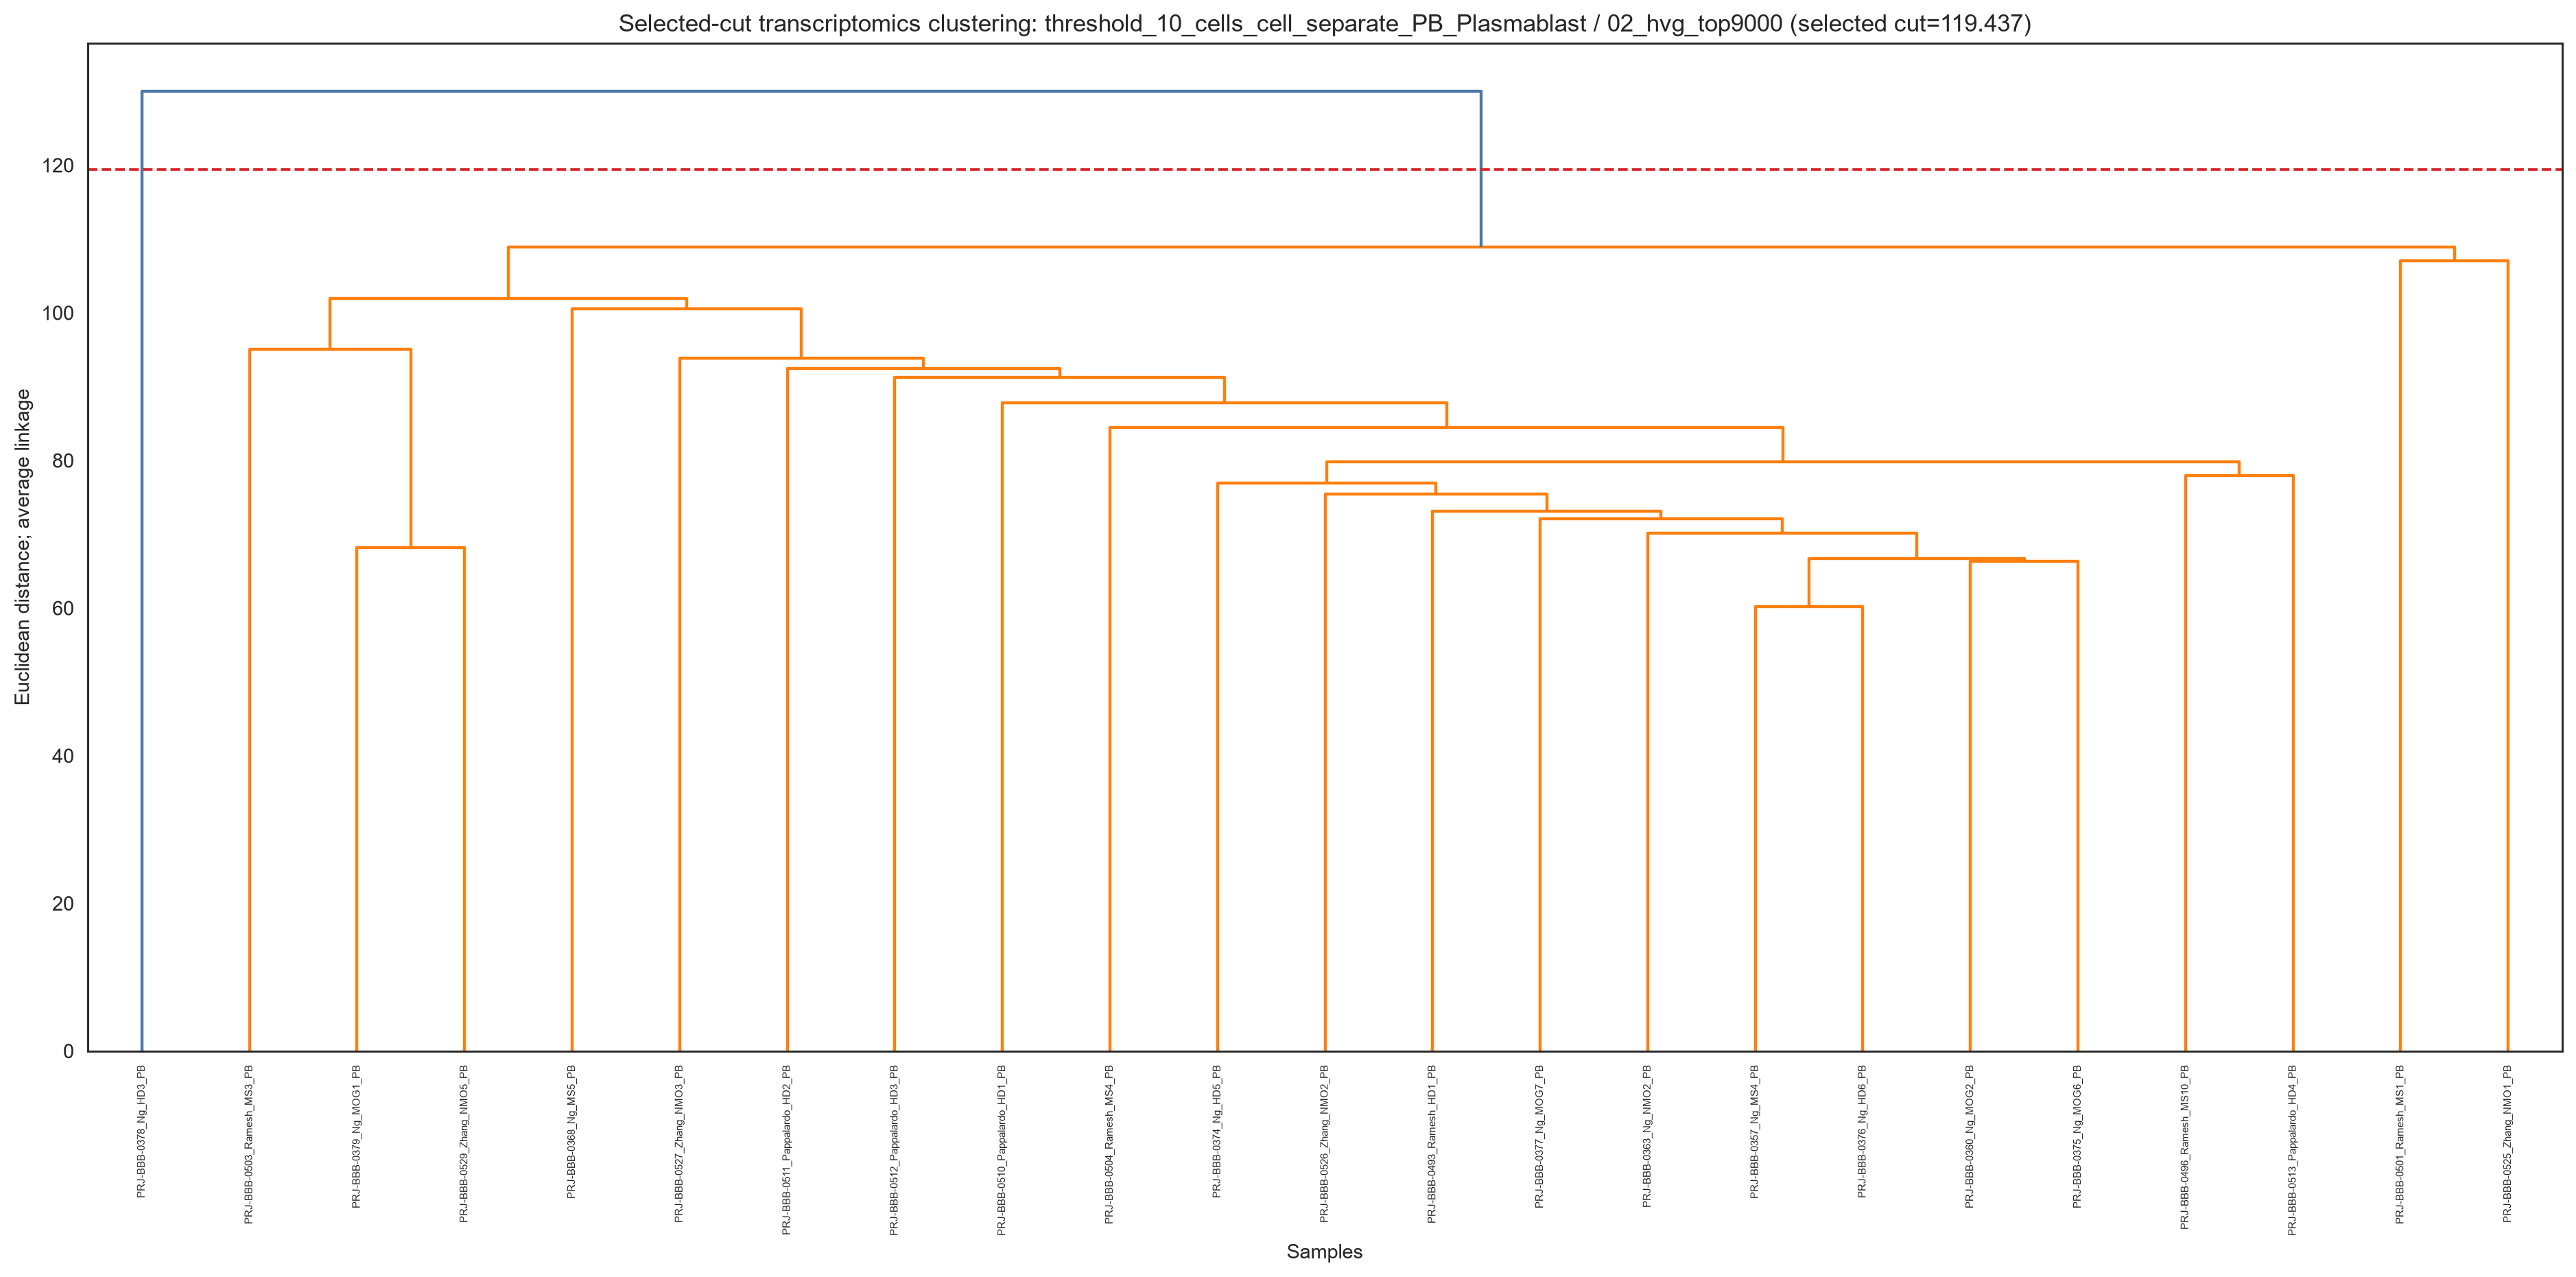 Selected-cut transcriptomics clustering: threshold_10_cells_cell_separate_PB_Plasmablast / 02_hvg_top9000 (selected cut=119.437)
Euclidean distance; average linkage
120
100
80
60
40
20
0
PRJ-BBB-0378_Ng_HD3_PB
PRJ-BBB-0503_Ramesh_MS3_PB
PRJ-BBB-0379_Ng_MOG1_PB
PRJ-BBB-0529_Zhang_NMO5_PB
PRJ-BBB-0368_Ng_MS5_PB
PRJ-BBB-0527_Zhang_NMO3_PB
PRJ-BBB-0511_Pappalardo_HD2_PB
PRJ-BBB-0512_Pappalardo_HD3_PB
PRJ-BBB-0510_Pappalardo_HD1_PB
PRJ-BBB-0504_Ramesh_MS4_PB
PRJ-BBB-0374_Ng_HD5_PB
PRJ-BBB-0526_Zhang_NMO2_PB
PRJ-BBB-0493_Ramesh_HD1_PB
PRJ-BBB-0377_Ng_MOG7_PB
PRJ-BBB-0363_Ng_NMO2_PB
PRJ-BBB-0357_Ng_MS4_PB
PRJ-BBB-0376_Ng_HD6_PB
PRJ-BBB-0360_Ng_MOG2_PB
PRJ-BBB-0375_Ng_MOG6_PB
PRJ-BBB-0496_Ramesh_MS10_PB
PRJ-BBB-0513_Pappalardo_HD4_PB
PRJ-BBB-0501_Ramesh_MS1_PB
PRJ-BBB-0525_Zhang_NMO1_PB
Samples